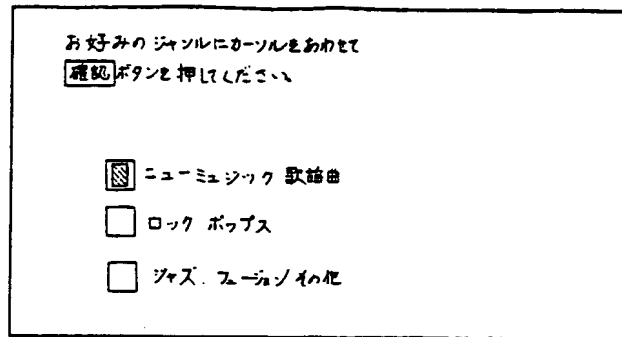 お好みのジャンルにカーソルをあわせて
確認ボタンを押してください
ニューミュジック 歌謡曲
ロック ポップス
ジャズ. フュージョン その他